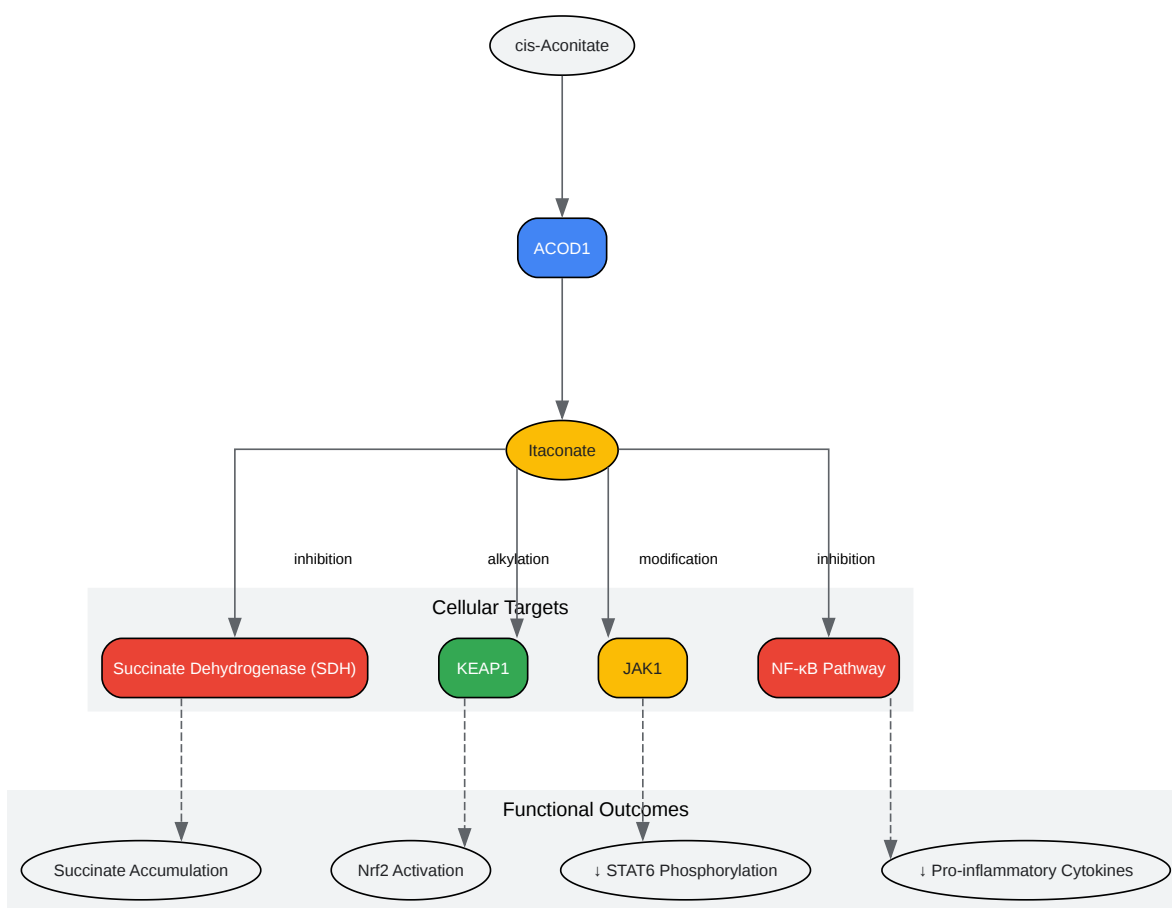 cis-Aconitate
ACOD1
Itaconate
inhibition
alkylation
modification
inhibition
Cellular Targets
Succinate Dehydrogenase (SDH)
KEAP1
JAK1
NF-κB Pathway
Functional Outcomes
Succinate Accumulation
Nrf2 Activation
↓ STAT6 Phosphorylation
↓ Pro-inflammatory Cytokines